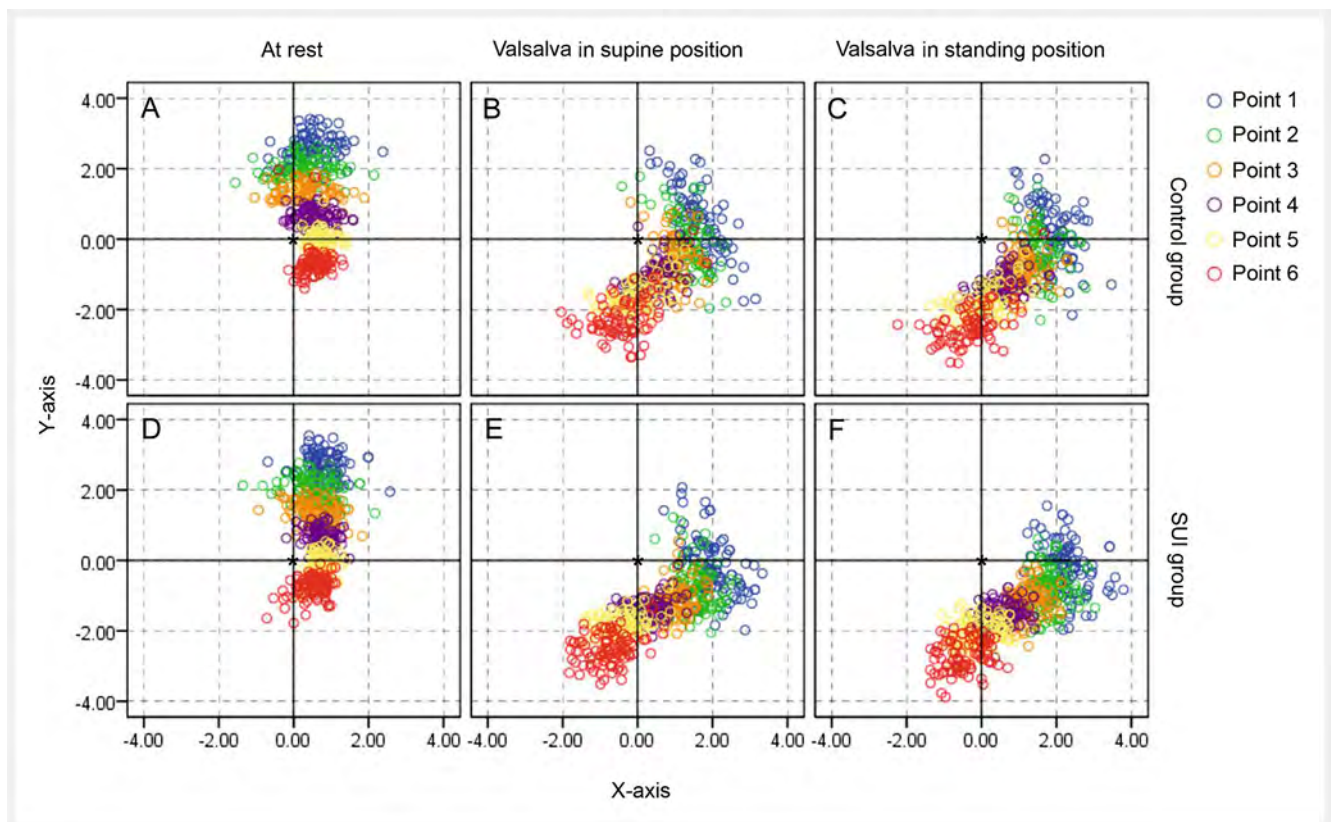 At rest Valsalva in supine position Valsalva in standing position
A B C
4.00
2.00
0.00
-2.00
-4.00
* * *
Control group
Point 1
Point 2
Point 3
Point 4
Point 5
Point 6
Y-axis
D E F
4.00
2.00
0.00
-2.00
-4.00
* * *
SUI group
-4.00 -2.00 0.00 2.00 4.00 -4.00 -2.00 0.00 2.00 4.00 -4.00 -2.00 0.00 2.00 4.00
X-axis